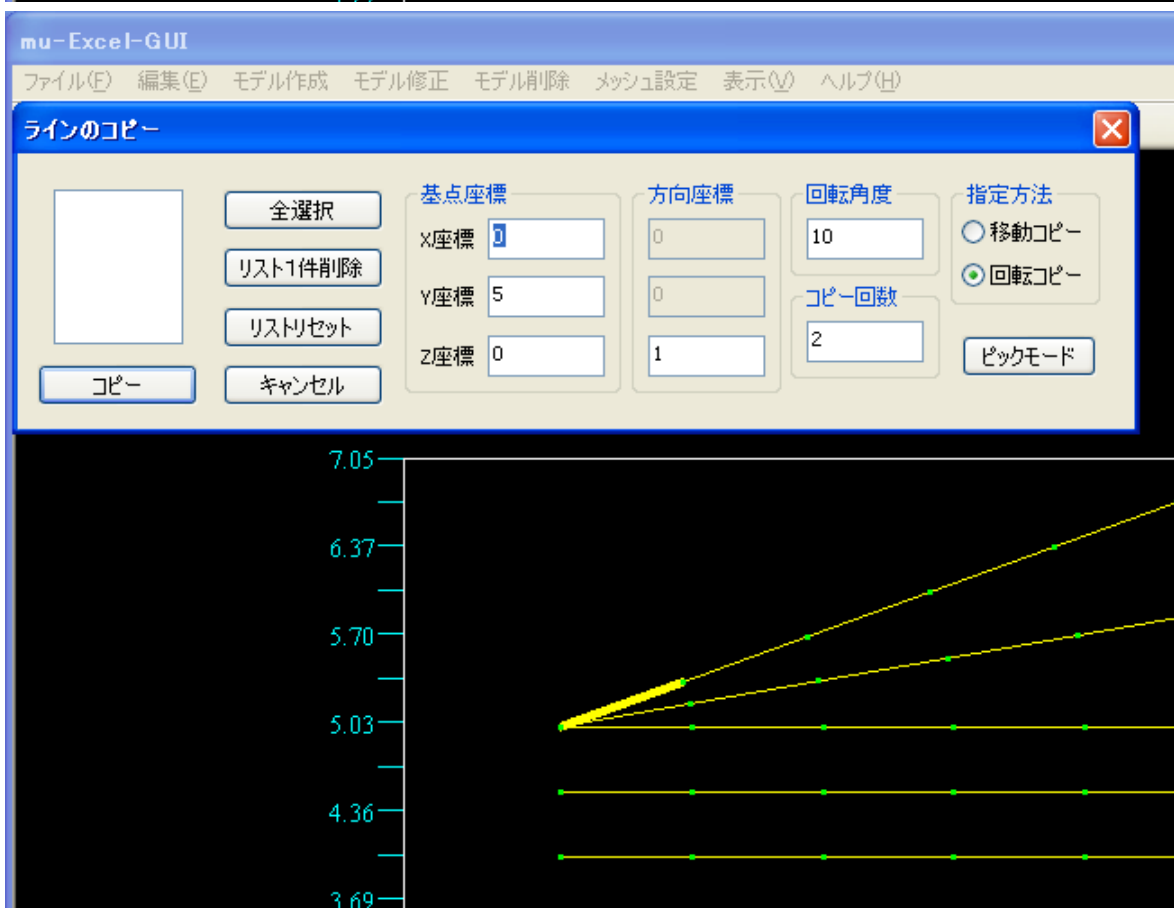 mu-Excel-GUI
ファイル(F) 編集(E) モデル作成 モデル修正 モデル削除 メッシュ設定 表示(V) ヘルプ(H)
ラインのコピー
全選択
リスト1件削除
リストリセット
コピー
キャンセル
基点座標
X座標 0
Y座標 5
Z座標 0
方向座標
0
0
1
回転角度
10
コピー回数
2
指定方法
移動コピー
回転コピー
ピックモード
7.05
6.37
5.70
5.03
4.36
3.69